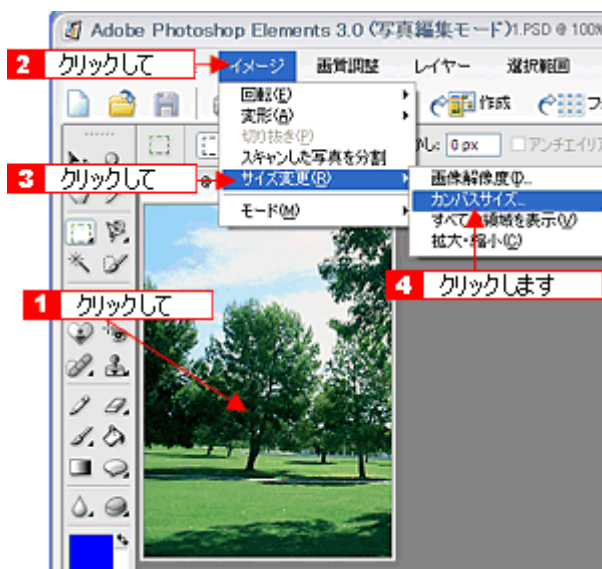 Adobe Photoshop Elements 3.0 (写真編集モード) 1.PSD @ 100%
2 クリックして
イメージ 画質調整 レイヤー 選択範囲
回転(E)
変形(A)
切り抜き(P)
スキャンした写真を分割
サイズ変更(R)
モード(M)
作成
0 px アンチエイリア
3 クリックして
画像解像度(I)...
カンバスサイズ...
すべて 領域を表示(V)
拡大・縮小(C)
4 クリックします
1 クリックして